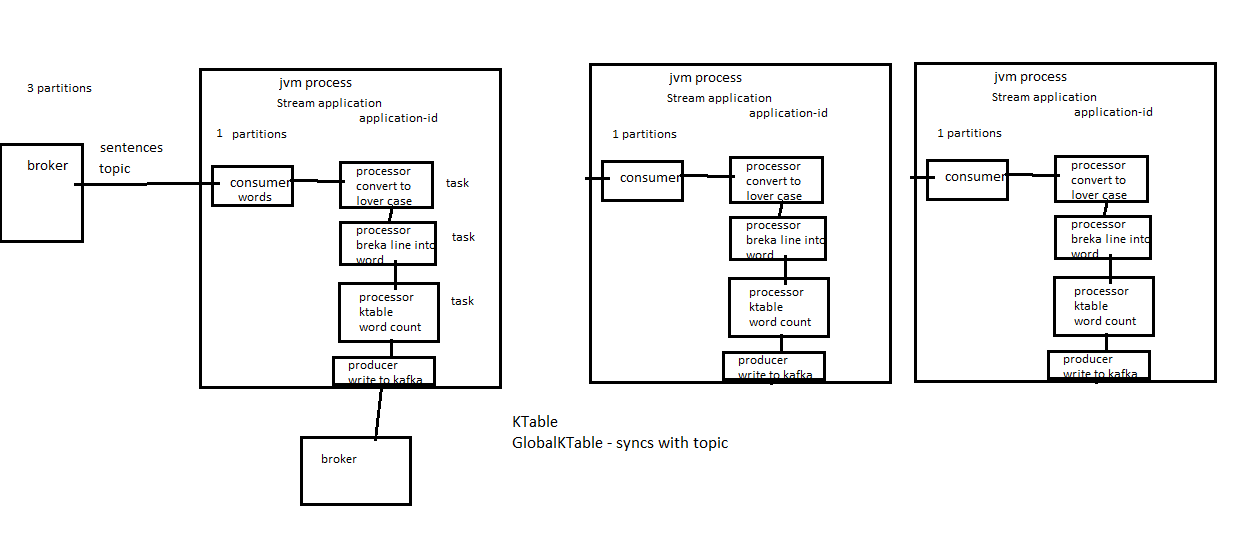 3 partitions
broker
sentences
topic
jvm process
Stream application
application-id
1 partitions
consumer
words
processor
convert to
lover case
task
processor
breka line into
word
task
processor
ktable
word count
task
producer
write to kafka
broker
jvm process
Stream application
application-id
1 partitions
consumer
processor
convert to
lover case
processor
breka line into
word
processor
ktable
word count
producer
write to kafka
jvm process
Stream application
application-id
1 partitions
consumer
processor
convert to
lover case
processor
breka line into
word
processor
ktable
word count
producer
write to kafka
KTable
GlobalKTable - syncs with topic